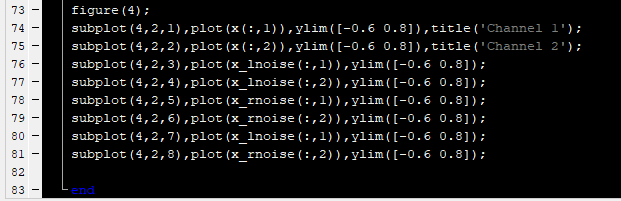 73 – figure(4);
74 – subplot(4,2,1),plot(x(:,1)),ylim([-0.6 0.8]),title('Channel 1');
75 – subplot(4,2,2),plot(x(:,2)),ylim([-0.6 0.8]),title('Channel 2');
76 – subplot(4,2,3),plot(x_lnoise(:,1)),ylim([-0.6 0.8]);
77 – subplot(4,2,4),plot(x_lnoise(:,2)),ylim([-0.6 0.8]);
78 – subplot(4,2,5),plot(x_rnoise(:,1)),ylim([-0.6 0.8]);
79 – subplot(4,2,6),plot(x_rnoise(:,2)),ylim([-0.6 0.8]);
80 – subplot(4,2,7),plot(x_lnoise(:,1)),ylim([-0.6 0.8]);
81 – subplot(4,2,8),plot(x_rnoise(:,2)),ylim([-0.6 0.8]);
82
83 – end